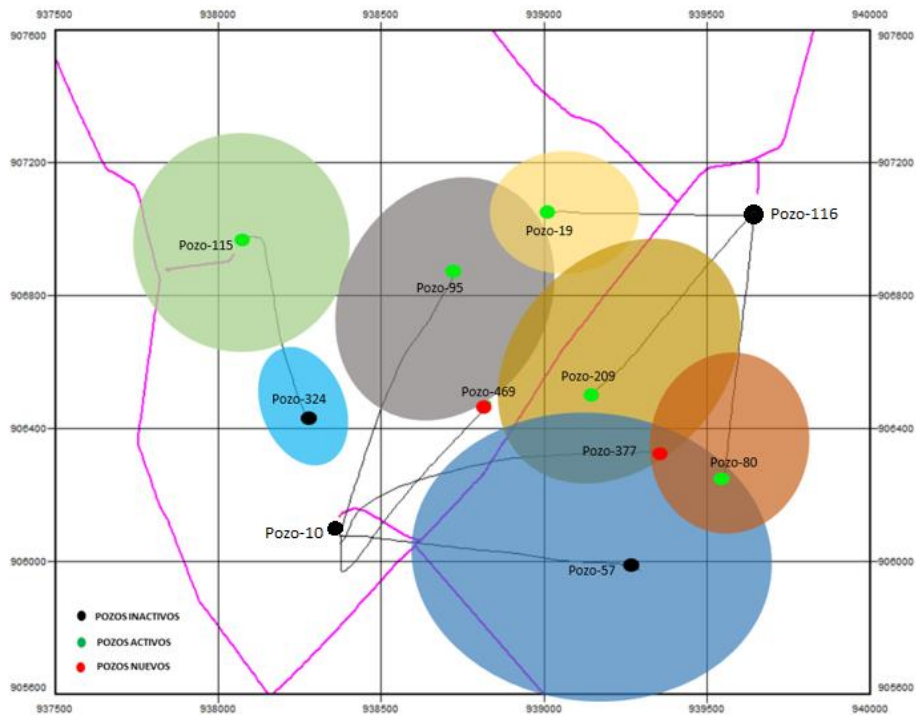 937500 938000 938500 939000 939500 940000
907600 907600
907200 907200
Pozo-116
Pozo-19
Pozo-115
Pozo-95
906800 906800
Pozo-209
Pozo-469
Pozo-324
906400 906400
Pozo-377
Pozo-80
Pozo-10
906000 906000
Pozo-57
POZOS INACTIVOS
POZOS ACTIVOS
POZOS NUEVOS
905600 905600
937500 938000 938500 939000 939500 940000